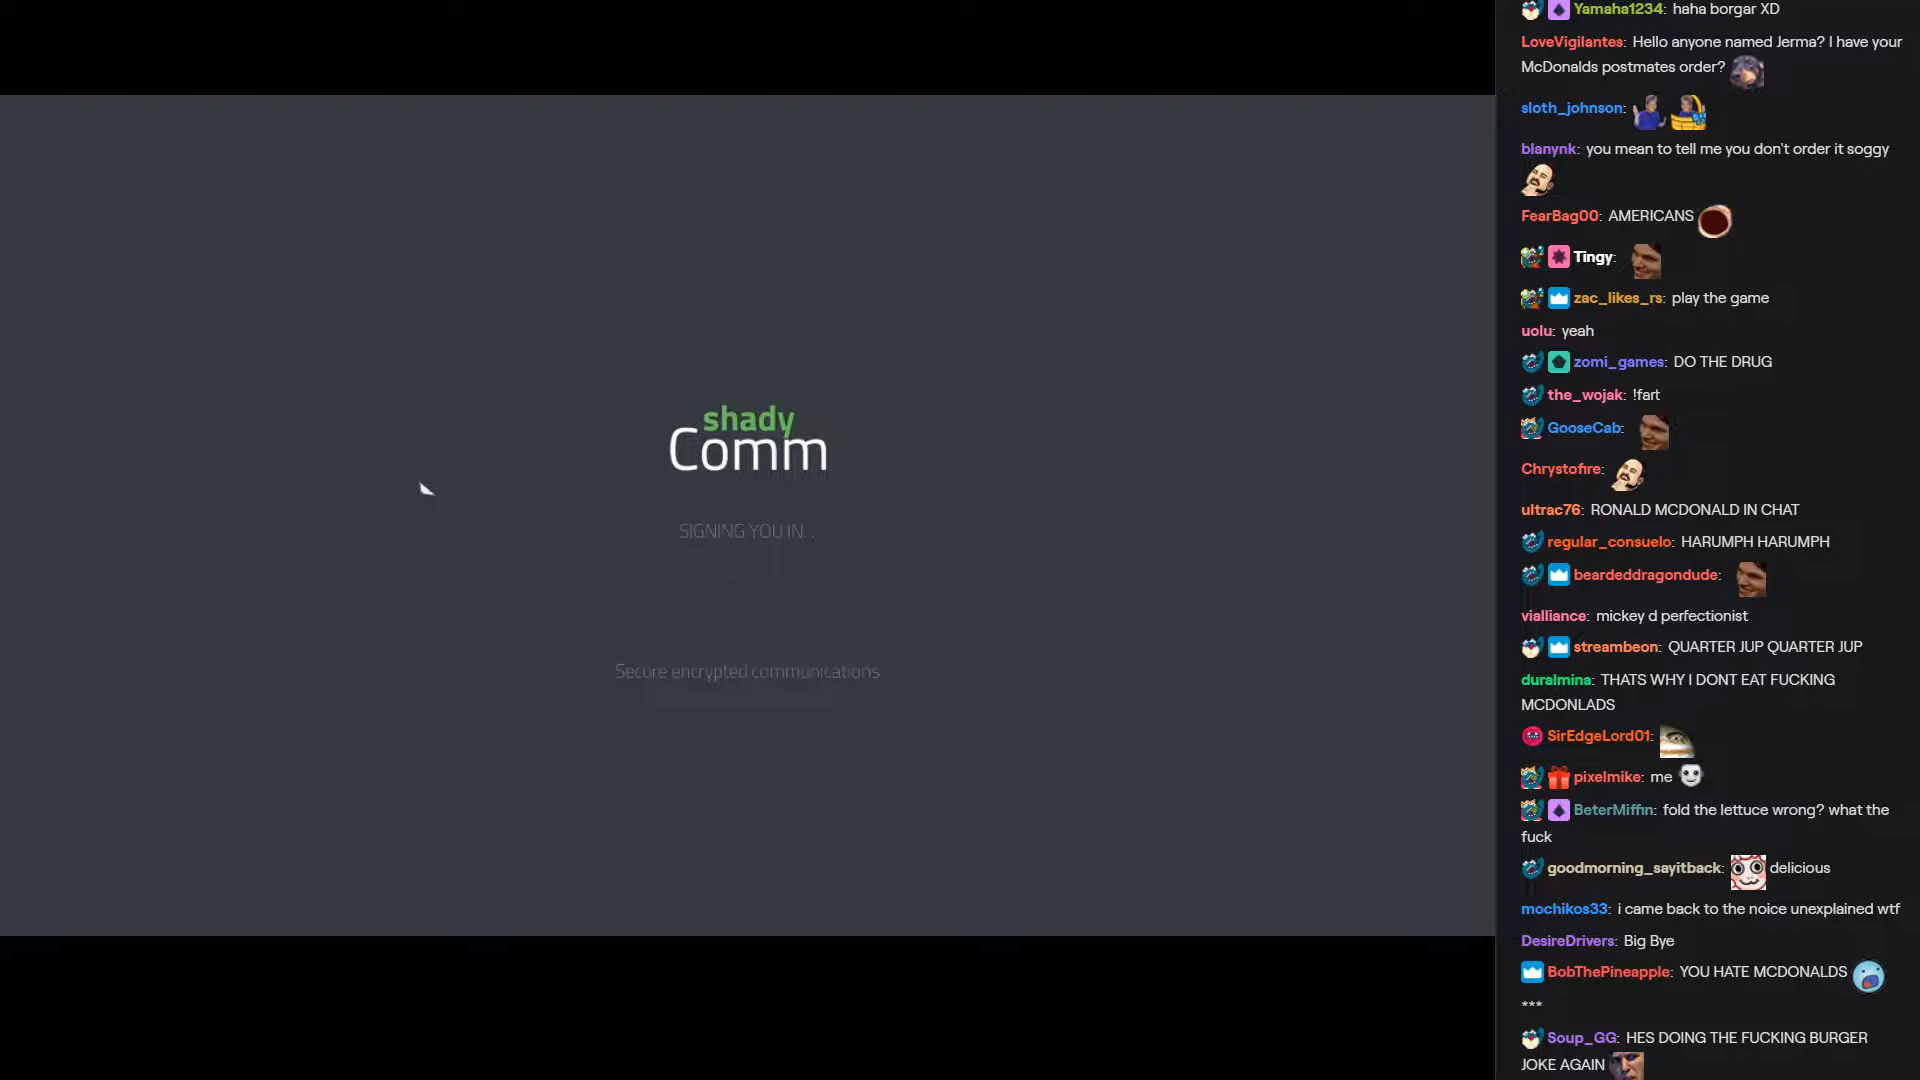 shady
Comm
SIGNING YOU IN. .
Secure encrypted communications
Yamaha1234: haha borgar XD
LoveVigilantes: Hello anyone named Jerma? I have your
McDonalds postmates order?
sloth_johnson:
blanynk: you mean to tell me you don't order it soggy
FearBag00: AMERICANS
Tingy:
zac_likes_rs: play the game
uolu: yeah
zomi_games: DO THE DRUG
the_wojak: !fart
GooseCab:
Chrystofire:
ultrac76: RONALD MCDONALD IN CHAT
regular_consuelo: HARUMPH HARUMPH
beardeddragondude:
vialliance: mickey d perfectionist
streambeon: QUARTER JUP QUARTER JUP
duralmina: THATS WHY I DONT EAT FUCKING
MCDONLADS
SirEdgeLord01:
pixelmike: me
BeterMiffin: fold the lettuce wrong? what the
fuck
goodmorning_sayitback: delicious
mochikos33: i came back to the noice unexplained wtf
DesireDrivers: Big Bye
BobThePineapple: YOU HATE MCDONALDS
***
Soup_GG: HES DOING THE FUCKING BURGER
JOKE AGAIN